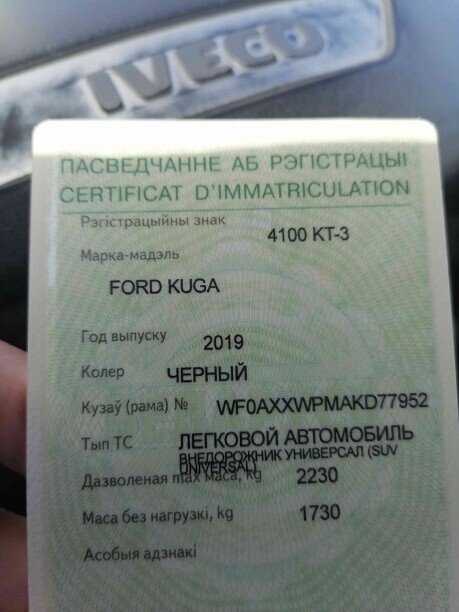 IVECO
ПАСВЕДЧАННЕ АБ РЭГІСТРАЦЫІ
CERTIFICAT D'IMMATRICULATION
Рэгістрацыйны знак 4100 KT-3
Марка-мадэль
FORD KUGA
Год выпуску 2019
Колер ЧЕРНЫЙ
Кузаў (рама) № WF0AXXWPMAKD77952
Тып ТС ЛЕГКОВОЙ АВТОМОБИЛЬ
ВНЕДОРОЖНИК УНИВЕРСАЛ (SUV
UNIVERSAL)
Дазволеная max маса, kg 2230
Маса без нагрузкі, kg 1730
Асобыя адзнакі